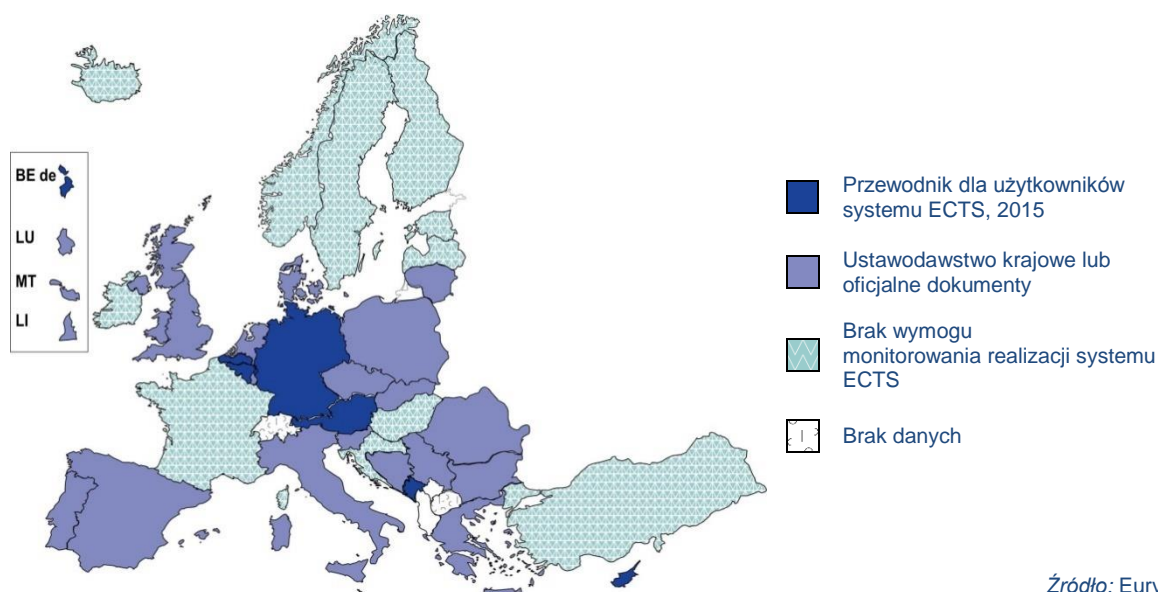 BE de
LU
MT
LI
Przewodnik dla użytkowników
systemu ECTS, 2015
Ustawodawstwo krajowe lub
oficjalne dokumenty
Brak wymogu
monitorowania realizacji systemu
ECTS
Brak danych
Źródło: Eury